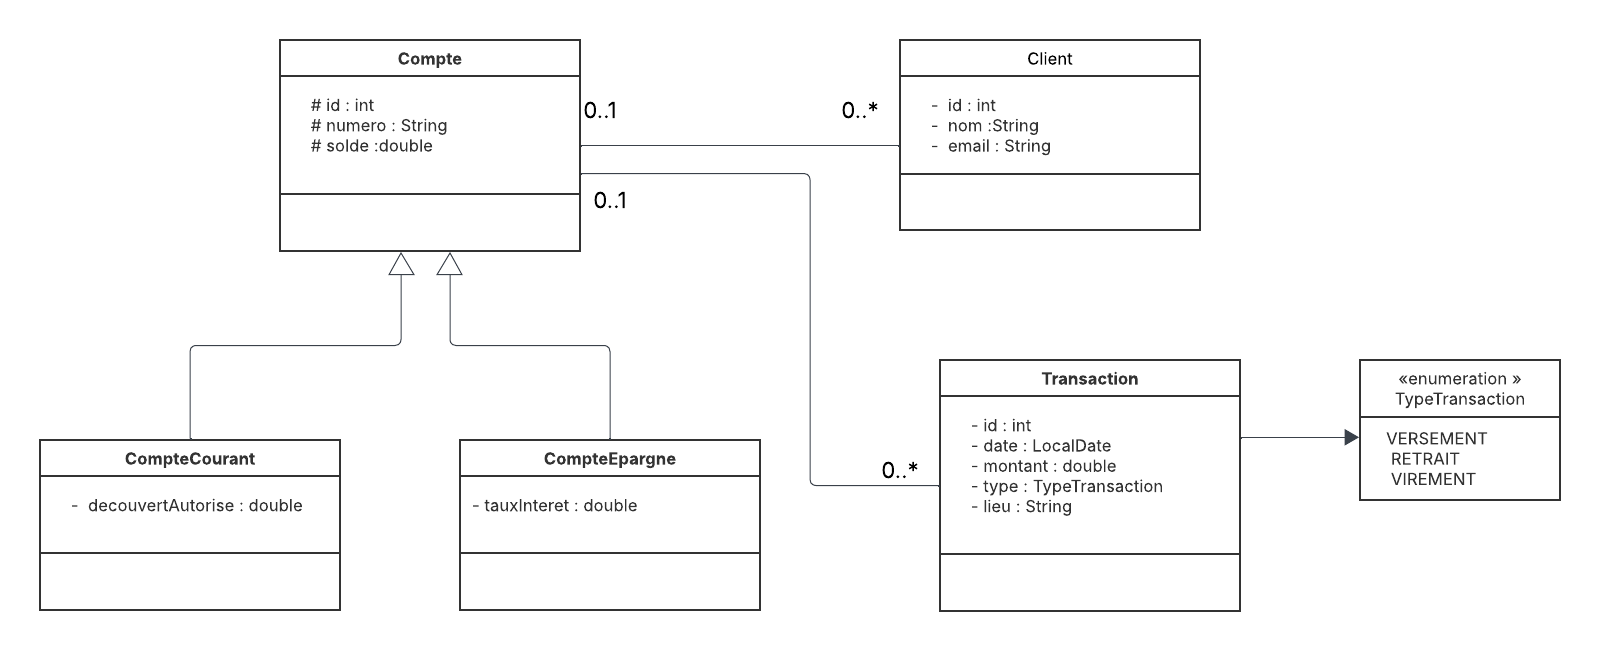 Compte
# id : int
# numero : String
# solde :double
0..1
0..*
0..1
Client
- id : int
- nom :String
- email : String
CompteCourant
- decouvertAutorise : double
CompteEpargne
- tauxInteret : double
0..*
Transaction
- id : int
- date : LocalDate
- montant : double
- type : TypeTransaction
- lieu : String
«enumeration »
TypeTransaction
VERSEMENT
RETRAIT
VIREMENT